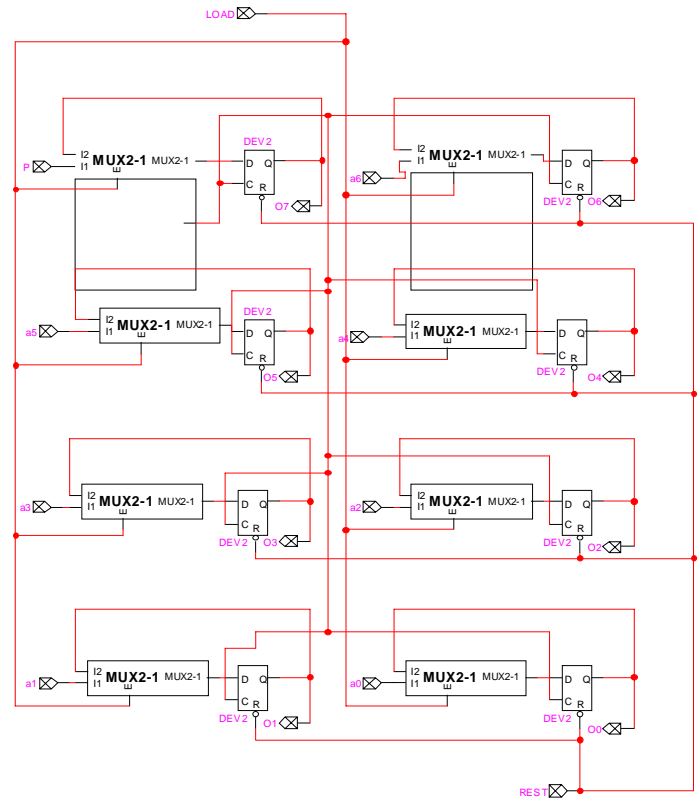 LOAD
DEV2
I2 MUX2-1 MUX2-1 D Q
P I1 E C R
O7
I2 MUX2-1 MUX2-1 D Q
a6 I1 E C R
DEV2 O6
DEV2
I2 MUX2-1 MUX2-1 D Q
a5 I1 E C R
O5
I2 MUX2-1 MUX2-1 D Q
a4 I1 E C R
DEV2 O4
I2 MUX2-1 MUX2-1 D Q
a3 I1 E C R
DEV2 O3
I2 MUX2-1 MUX2-1 D Q
a2 I1 E C R
DEV2 O2
I2 MUX2-1 MUX2-1 D Q
a1 I1 E C R
DEV2 O1
I2 MUX2-1 MUX2-1 D Q
a0 I1 E C R
DEV2 O0
REST